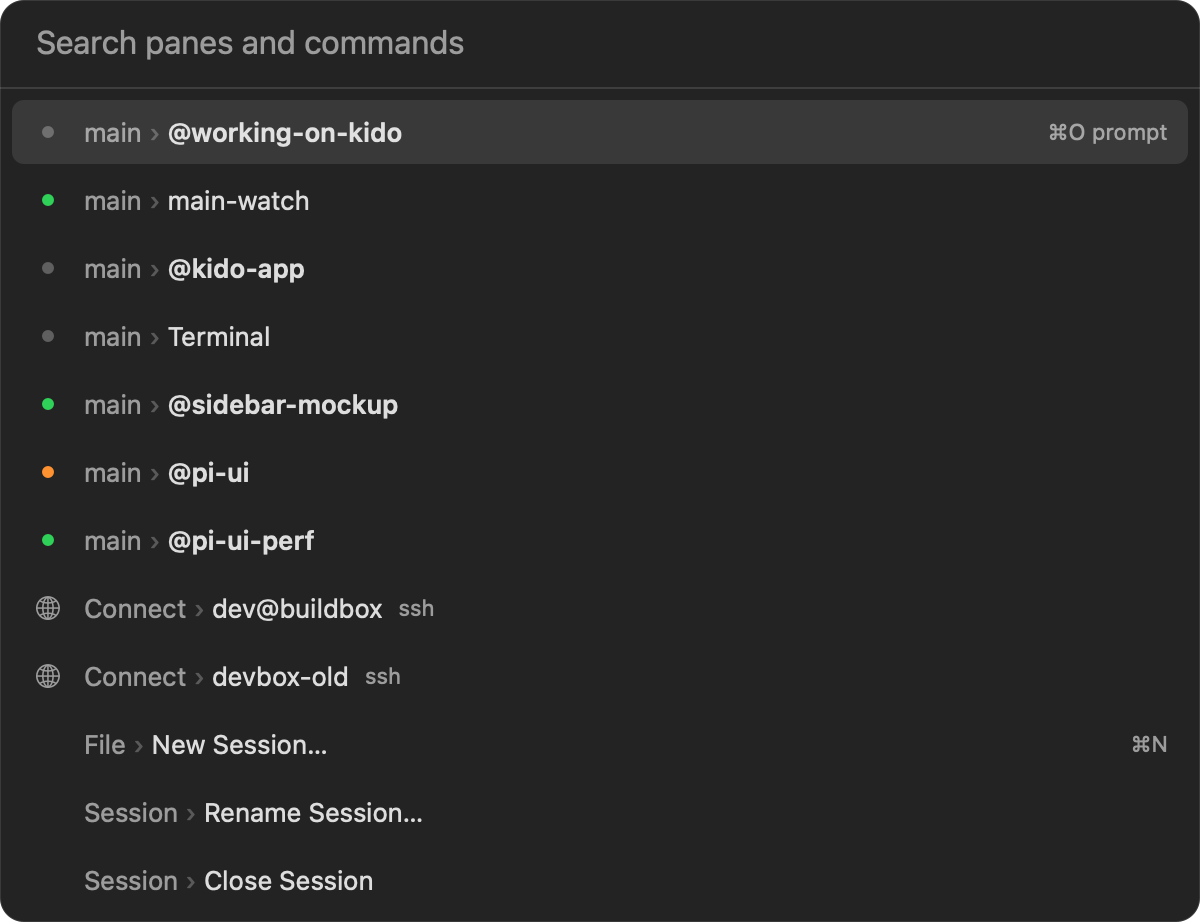 Search panes and commands
main › @working-on-kido ⌘O prompt
main › main-watch
main › @kido-app
main › Terminal
main › @sidebar-mockup
main › @pi-ui
main › @pi-ui-perf
Connect › dev@buildbox ssh
Connect › devbox-old ssh
File › New Session... ⌘N
Session › Rename Session...
Session › Close Session